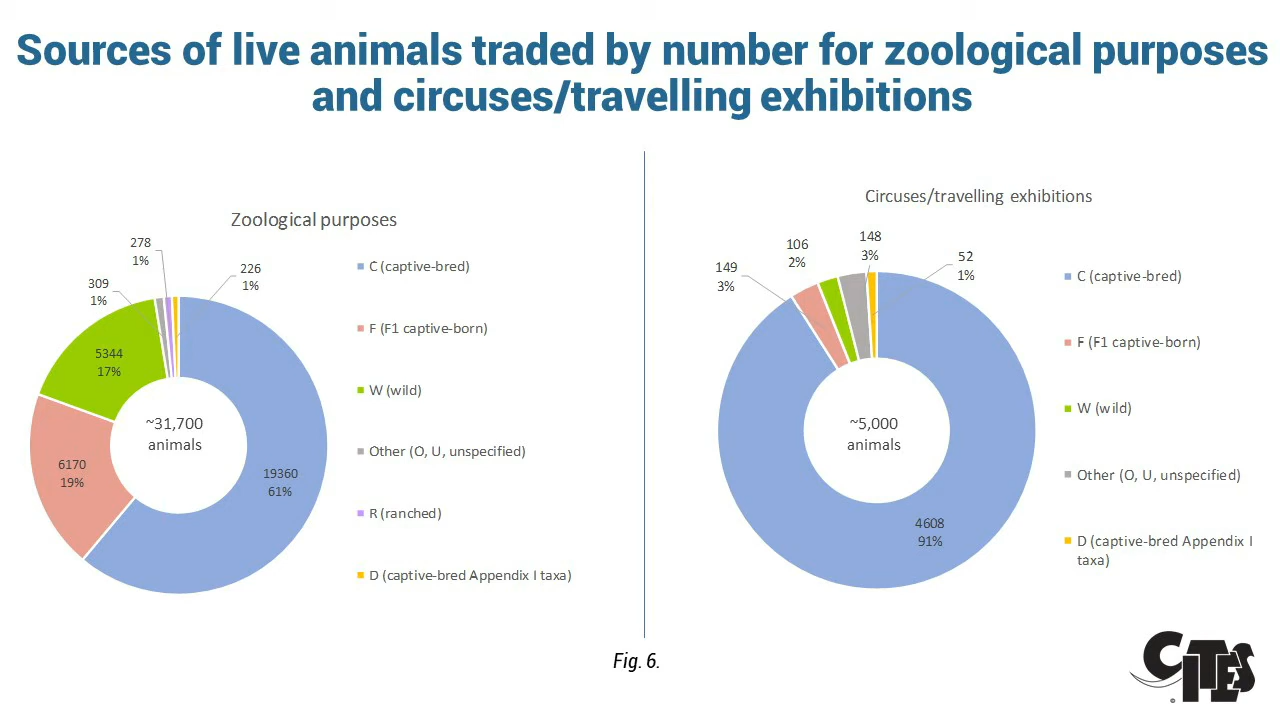 Sources of live animals traded by number for zoological purposes
and circuses/travelling exhibitions
Zoological purposes
278
1%
309
1%
226
1%
5344
17%
6170
19%
~31,700
animals
19360
61%
C (captive-bred)
F (F1 captive-born)
W (wild)
Other (O, U, unspecified)
R (ranched)
D (captive-bred Appendix I taxa)
Circuses/travelling exhibitions
149
3%
106
2%
148
3%
52
1%
~5,000
animals
4608
91%
C (captive-bred)
F (F1 captive-born)
W (wild)
Other (O, U, unspecified)
D (captive-bred Appendix I
taxa)
Fig. 6.
CITES
®